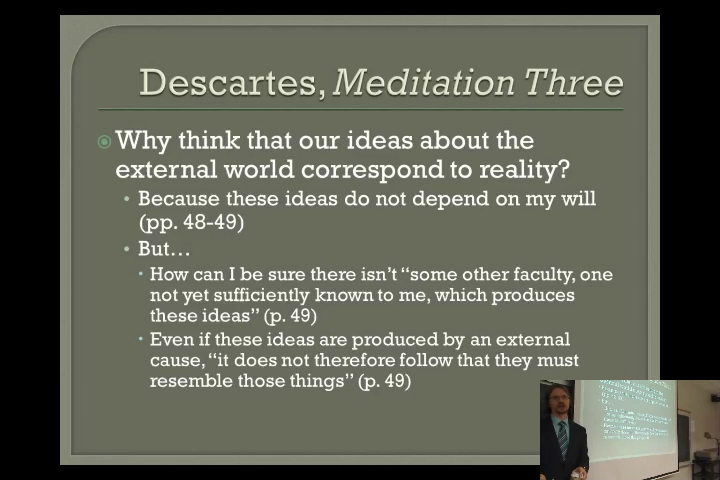 Descartes, Meditation Three
Why think that our ideas about the
external world correspond to reality?
Because these ideas do not depend on my will
(pp. 48-49)
But…
How can I be sure there isn't “some other faculty, one
not yet sufficiently known to me, which produces
these ideas” (p. 49)
Even if these ideas are produced by an external
cause, “it does not therefore follow that they must
resemble those things” (p. 49)